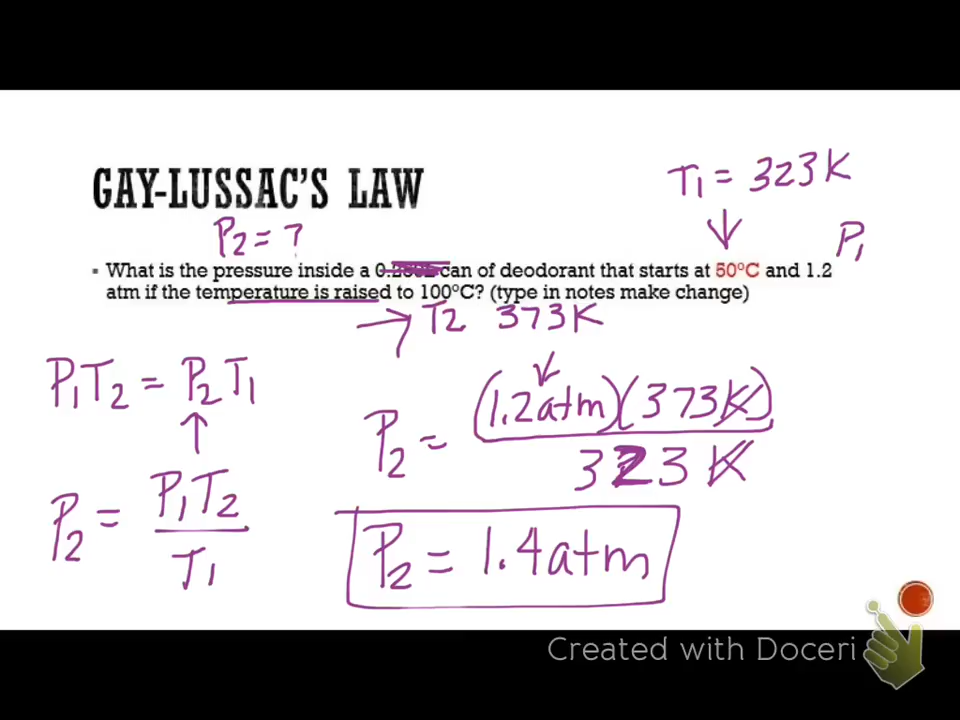 GAY-LUSSAC'S LAW
T1 = 323K
P2 = ?
P1
▪ What is the pressure inside a can of deodorant that starts at 50°C and 1.2
atm if the temperature is raised to 100°C? (type in notes make change)
T2 373K
P1T2 = P2T1
P2 = (1.2atm)(373K)
323K
P2 = P1T2
T1
P2 = 1.4atm
Created with Doceri